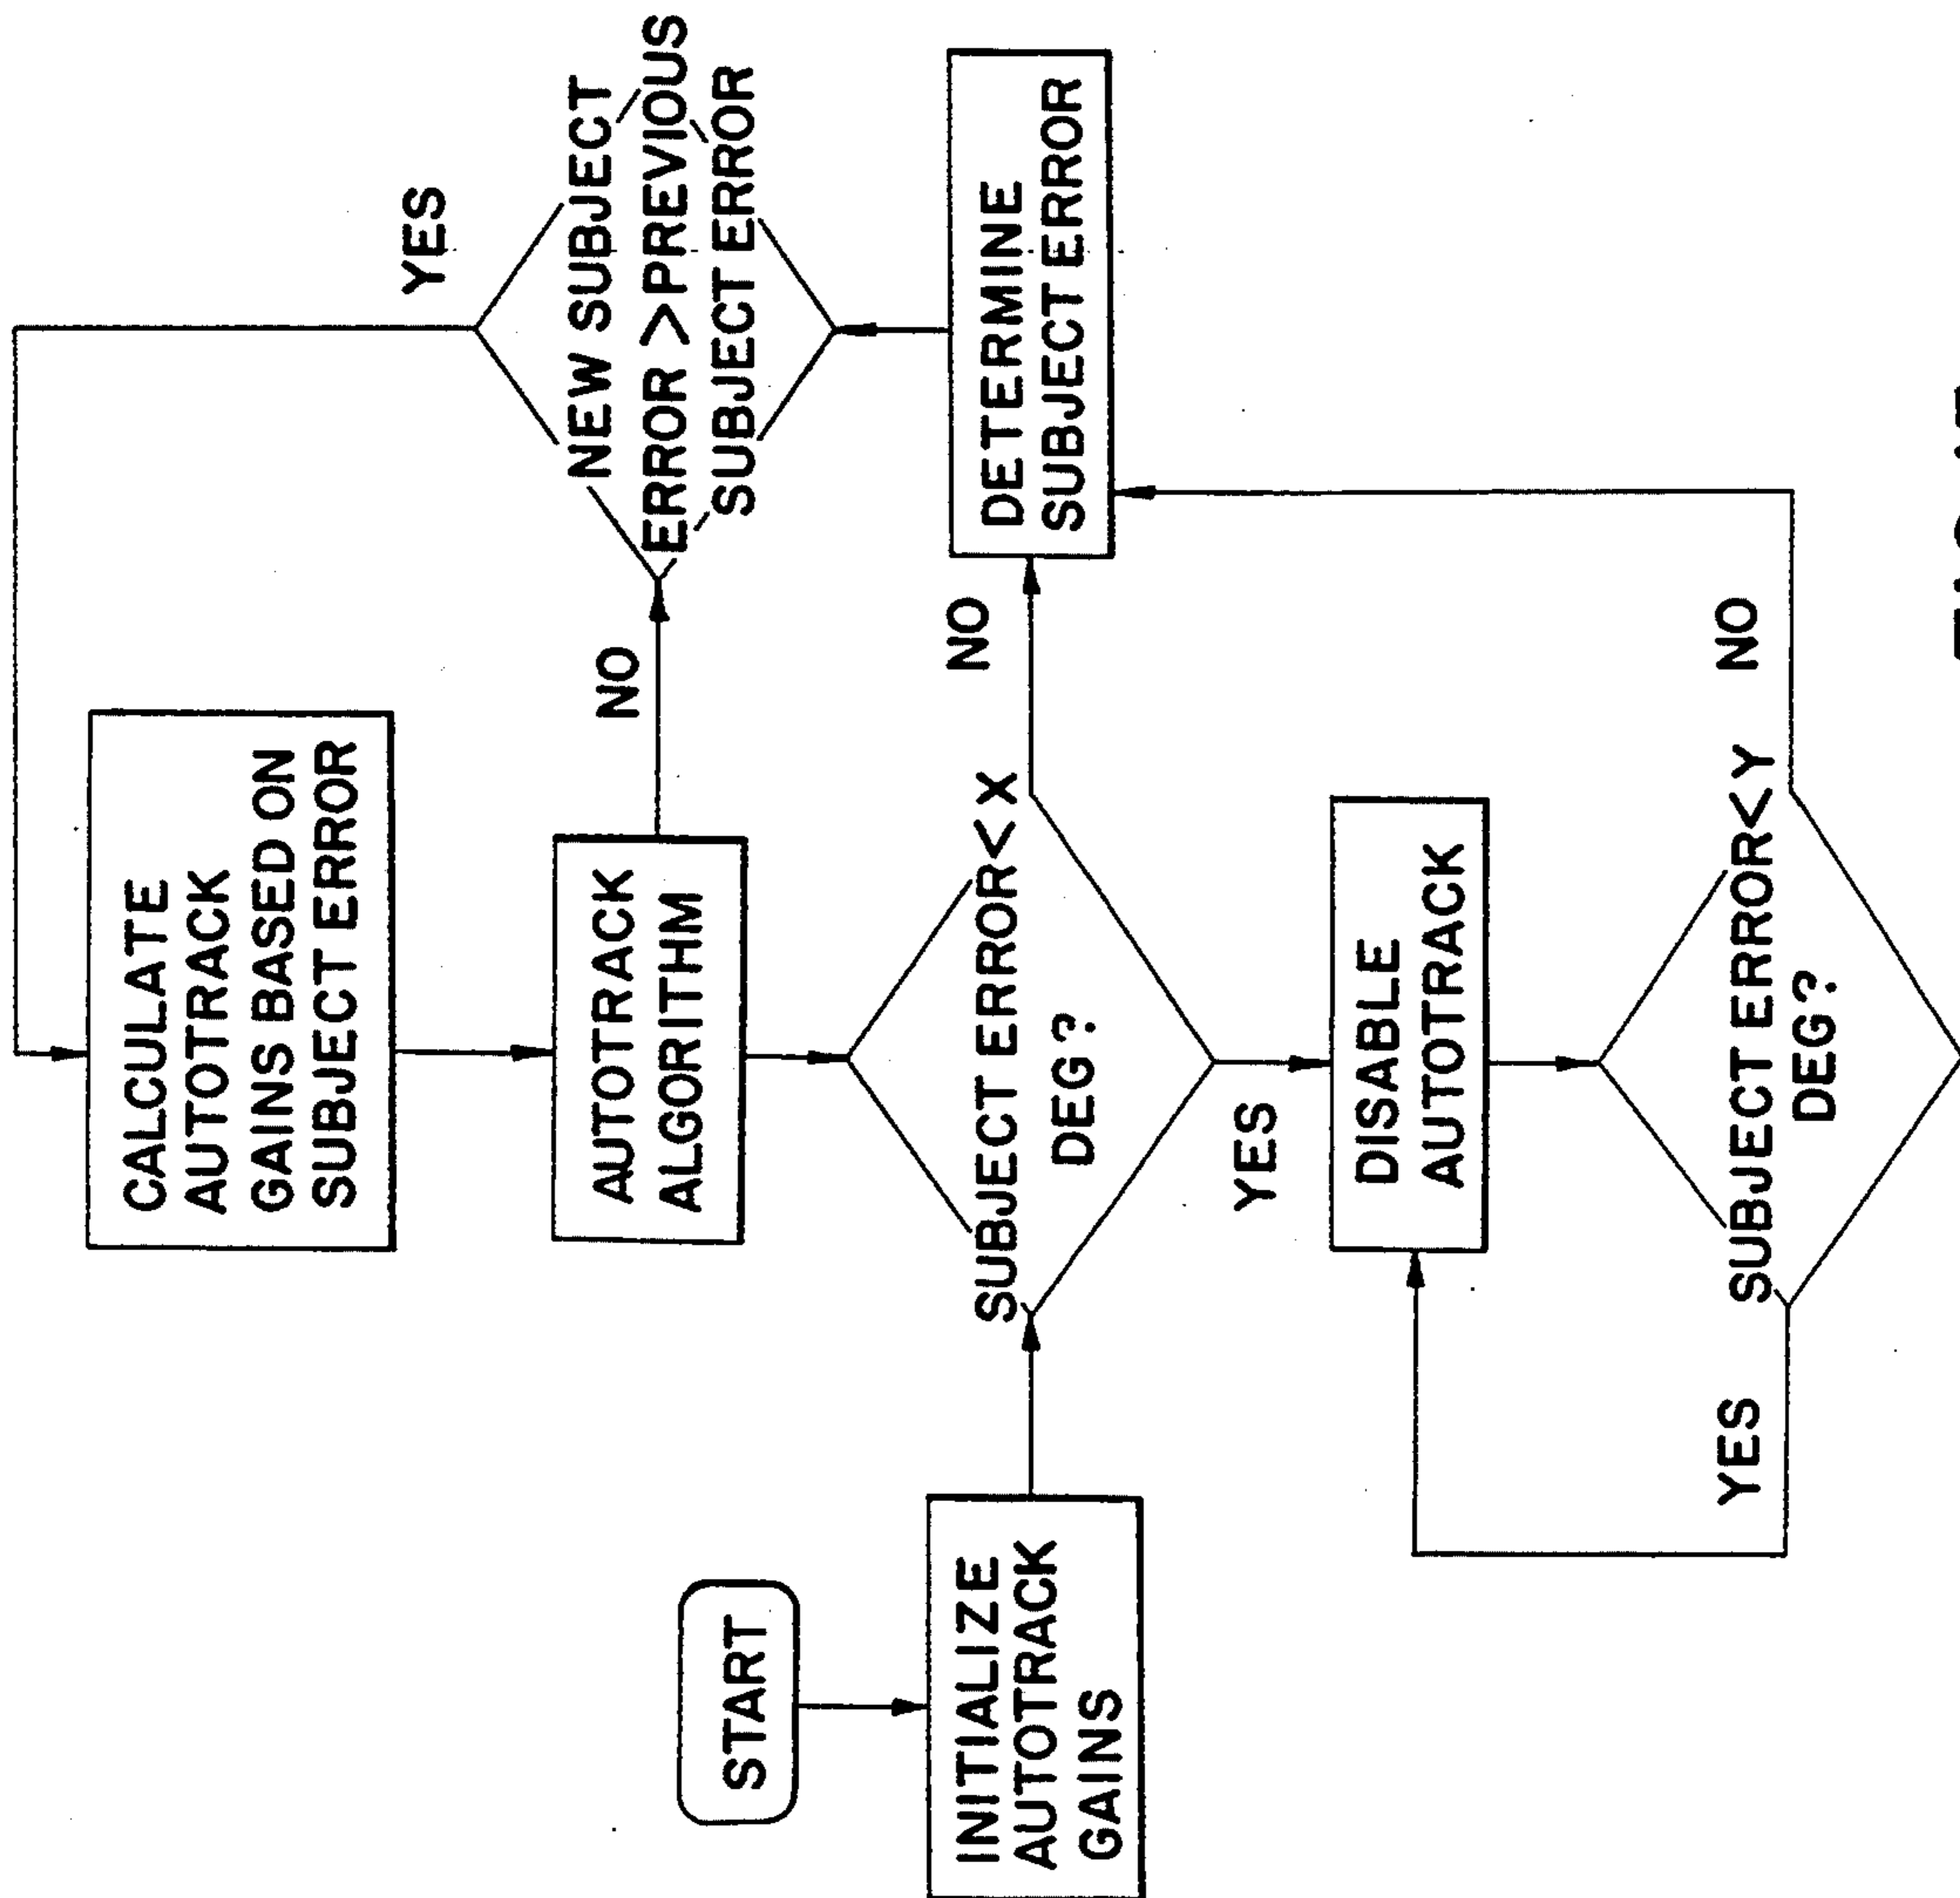 START
INITIALIZE
AUTOTRACK
GAINS
CALCULATE
AUTOTRACK
GAINS BASED ON
SUBJECT ERROR
AUTOTRACK
ALGORITHM
NO
SUBJECT ERROR<X
DEG?
YES
NO
DISABLE
AUTOTRACK
SUBJECT ERROR<Y
DEG?
YES
NO
YES
NEW SUBJECT
ERROR >PREVIOUS
SUBJECT ERROR
DETERMINE
SUBJECT ERROR